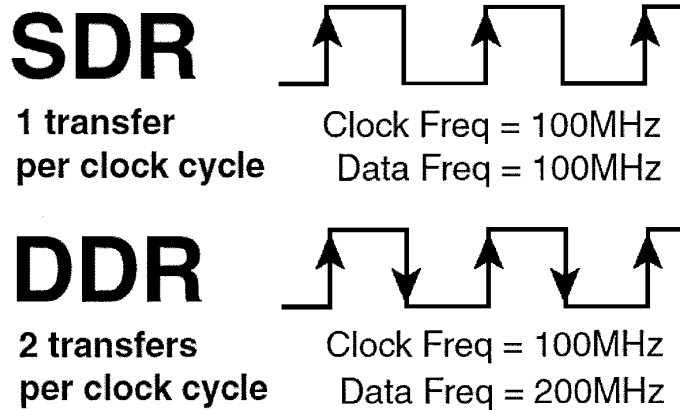 SDR
1 transfer
per clock cycle
Clock Freq = 100MHz
Data Freq = 100MHz
DDR
2 transfers
per clock cycle
Clock Freq = 100MHz
Data Freq = 200MHz